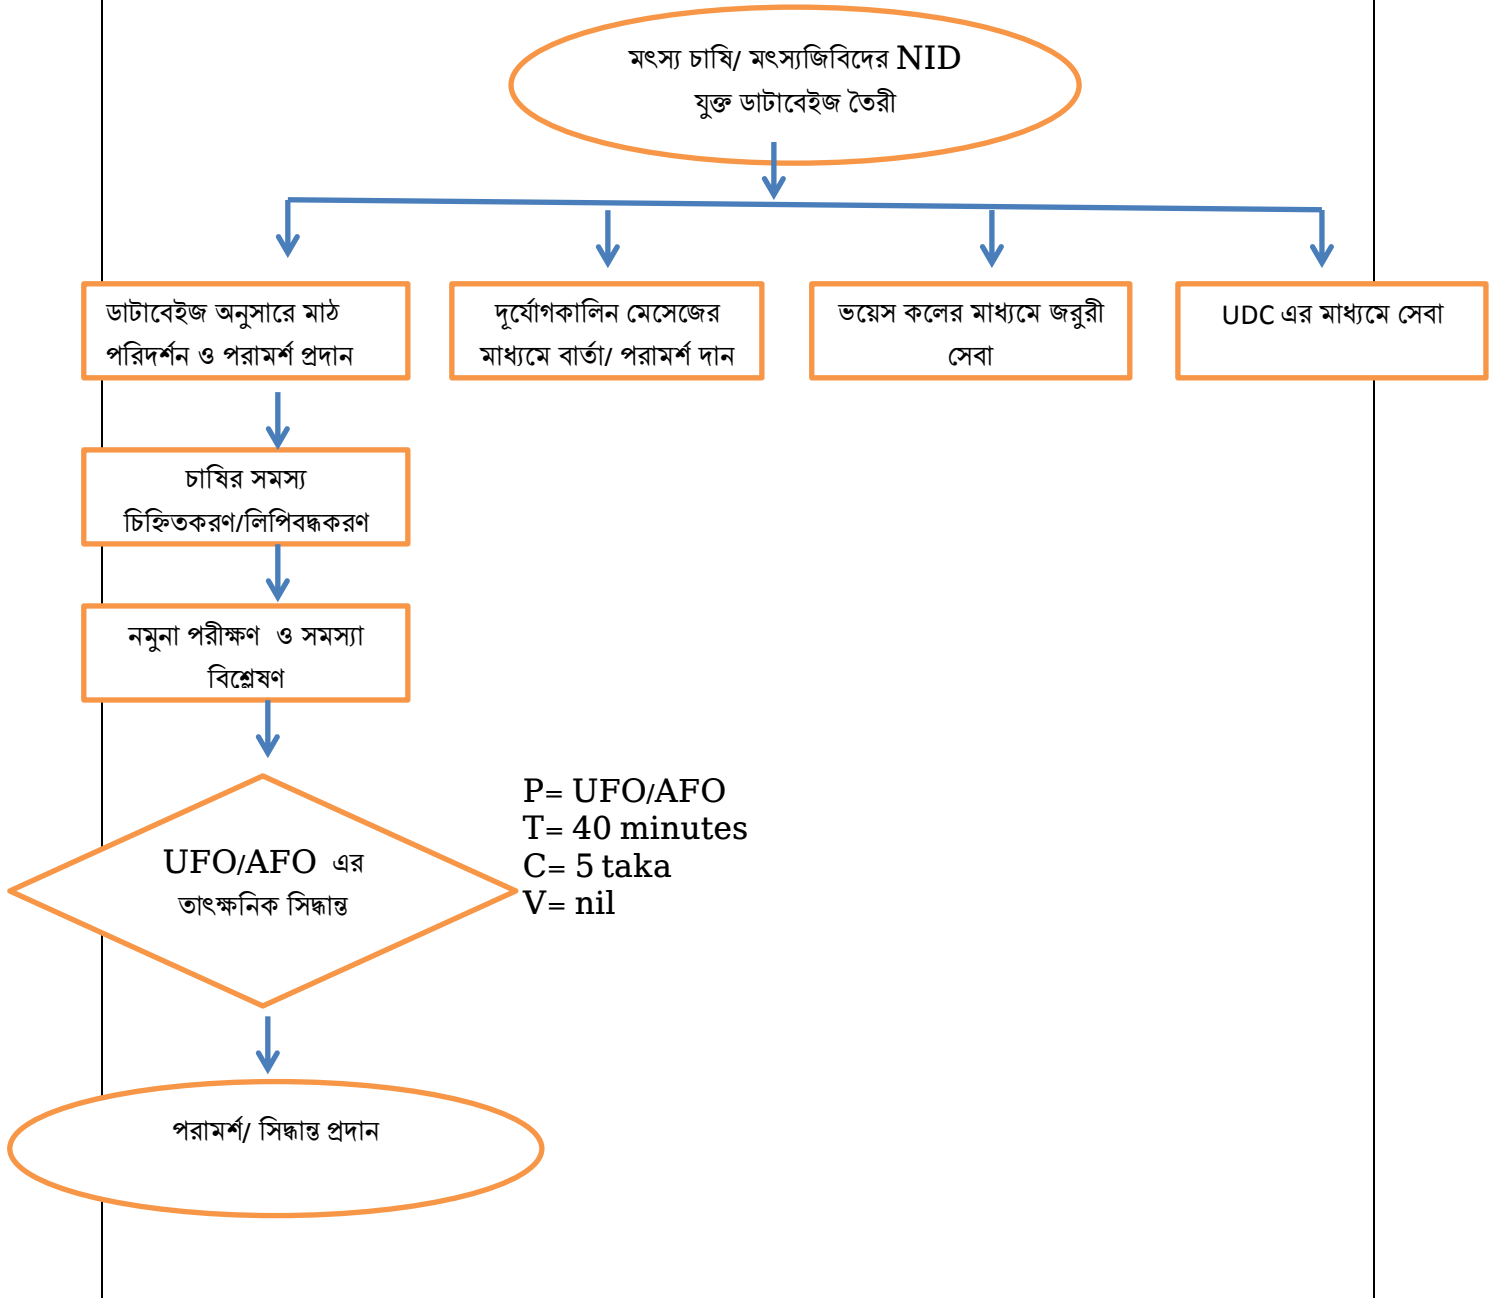 মৎস্য চাষি/ মৎস্যজিবিদের NID
যুক্ত ডাটাবেইজ তৈরী
ডাটাবেইজ অনুসারে মাঠ
পরিদর্শন ও পরামর্শ প্রদান
দূর্যোগকালিন মেসেজের
মাধ্যমে বার্তা/ পরামর্শ দান
ভয়েস কলের মাধ্যমে জরুরী
সেবা
UDC এর মাধ্যমে সেবা
চাষির সমস্য
চিহ্নিতকরণ/লিপিবদ্ধকরণ
নমুনা পরীক্ষণ ও সমস্যা
বিশ্লেষণ
UFO/AFO এর
তাৎক্ষনিক সিদ্ধান্ত
P= UFO/AFO
T= 40 minutes
C= 5 taka
V= nil
পরামর্শ/ সিদ্ধান্ত প্রদান